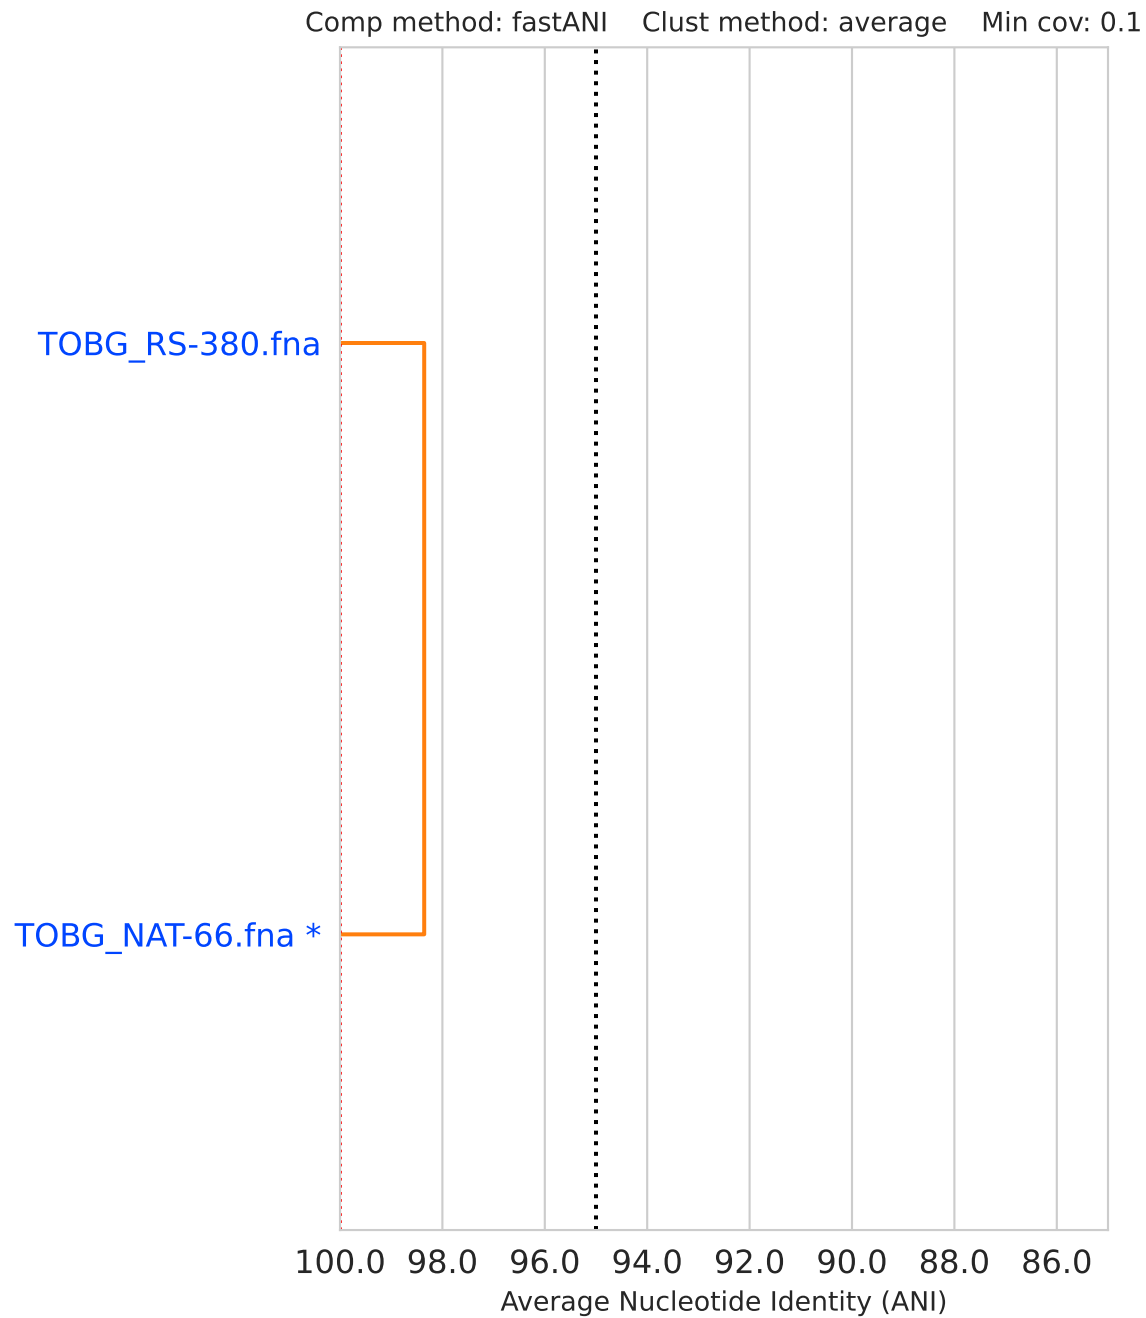 Comp method: fastANI    Clust method: average    Min cov: 0.1
TOBG_RS-380.fna
TOBG_NAT-66.fna *
100.0 98.0 96.0 94.0 92.0 90.0 88.0 86.0
Average Nucleotide Identity (ANI)